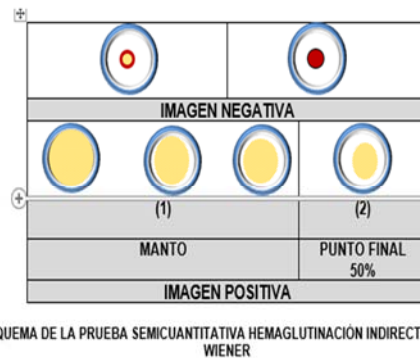 IMAGEN NEGATIVA
(1) (2)
MANTO PUNTO FINAL
50%
IMAGEN POSITIVA
QUEMA DE LA PRUEBA SEMICUANTITATIVA HEMAGLUTINACIÓN INDIRECT
WIENER